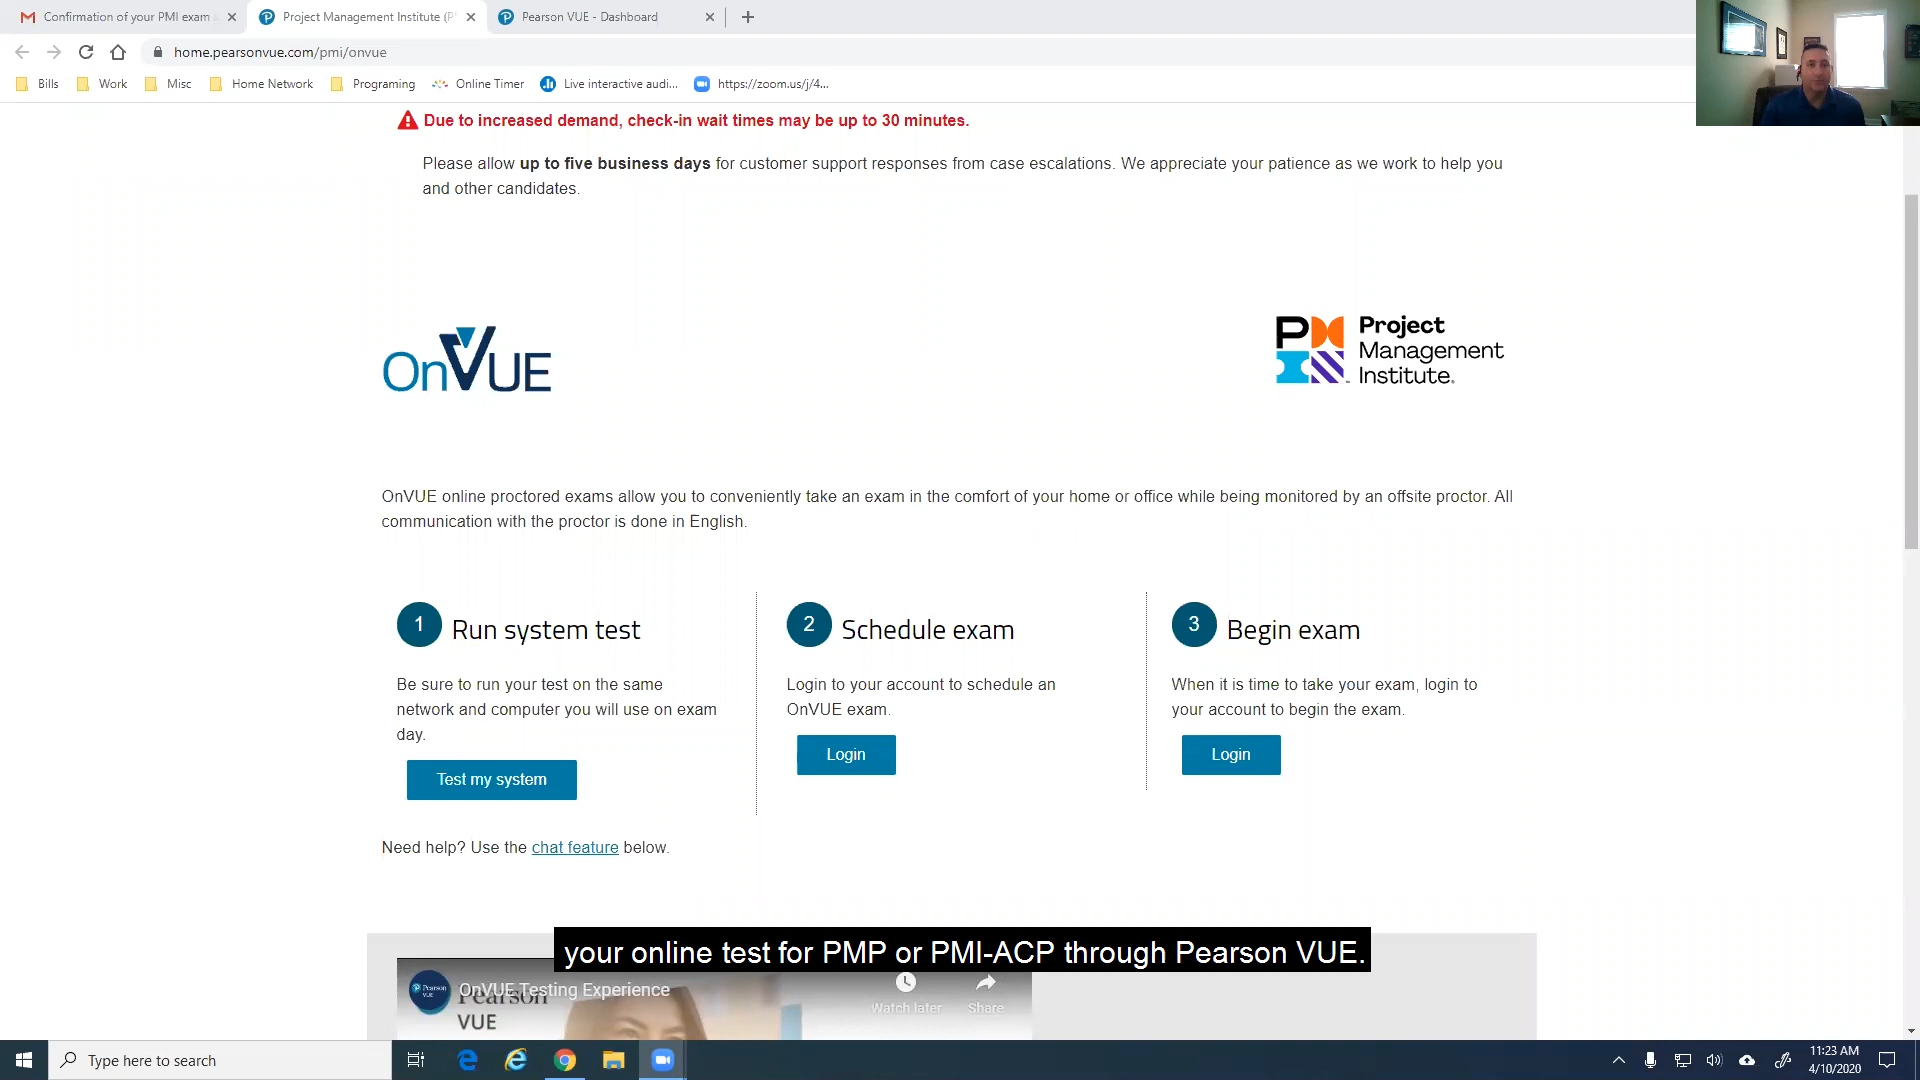 Confirmation of your PMI exam
Project Management Institute (P
Pearson VUE - Dashboard
home.pearsonvue.com/pmi/onvue
Bills
Work
Misc
Home Network
Programing
Online Timer
Live interactive audi...
https://zoom.us/j/4...
Due to increased demand, check-in wait times may be up to 30 minutes.
Please allow up to five business days for customer support responses from case escalations. We appreciate your patience as we work to help you
and other candidates.
OnVUE
PMI
Project
Management
Institute.
OnVUE online proctored exams allow you to conveniently take an exam in the comfort of your home or office while being monitored by an offsite proctor. All
communication with the proctor is done in English.
1 Run system test
Be sure to run your test on the same
network and computer you will use on exam
day.
Test my system
2 Schedule exam
Login to your account to schedule an
OnVUE exam.
Login
3 Begin exam
When it is time to take your exam, login to
your account to begin the exam.
Login
Need help? Use the chat feature below.
your online test for PMP or PMI-ACP through Pearson VUE.
Pearson
VUE
OnVUE Testing Experience
Pearson
VUE
Watch later
Share
Type here to search
11:23 AM
4/10/2020